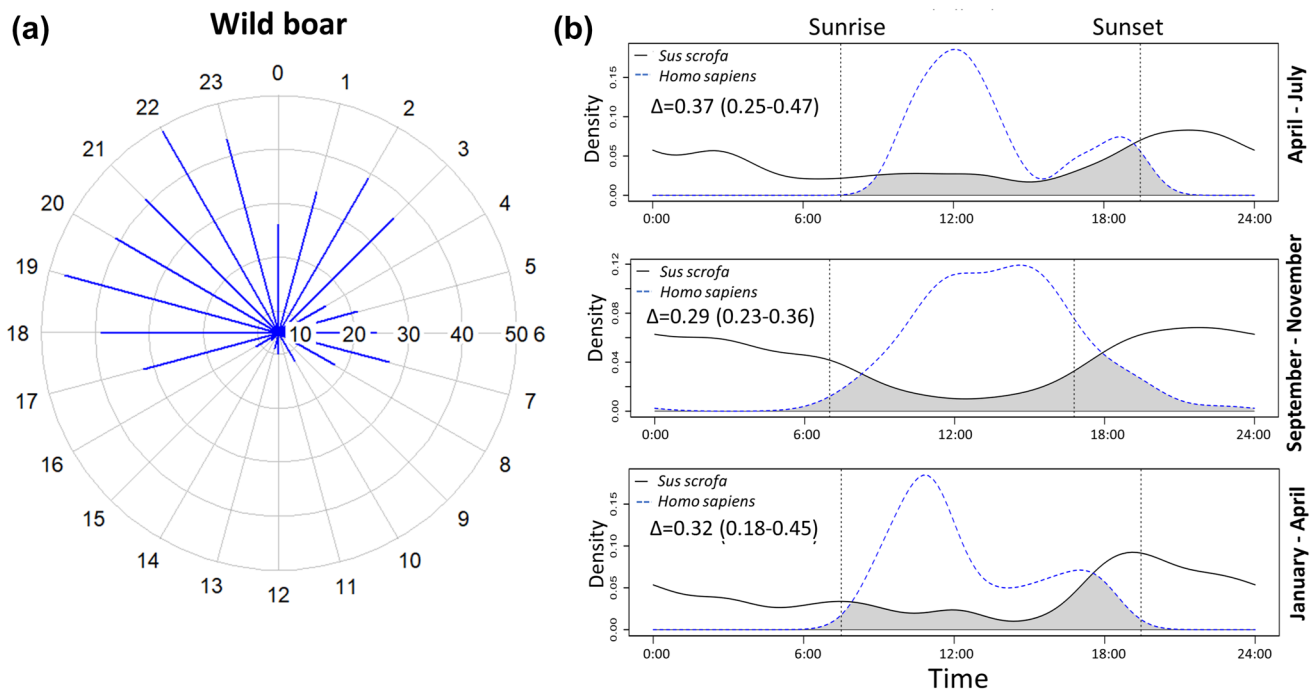 (a)
Wild boar
0
1
2
3
4
5
6
7
8
9
10
11
12
13
14
15
16
17
18
19
20
21
22
23
10 20 30 40 50
(b)
Sunrise Sunset
Sus scrofa
Homo sapiens
Δ=0.37 (0.25-0.47)
Density
0.00 0.05 0.10 0.15
0:00 6:00 12:00 18:00 24:00
April - July
Sus scrofa
Homo sapiens
Δ=0.29 (0.23-0.36)
Density
0.00 0.04 0.08 0.12
0:00 6:00 12:00 18:00 24:00
September - November
Sus scrofa
Homo sapiens
Δ=0.32 (0.18-0.45)
Density
0.00 0.05 0.10 0.15
0:00 6:00 12:00 18:00 24:00
January - April
Time